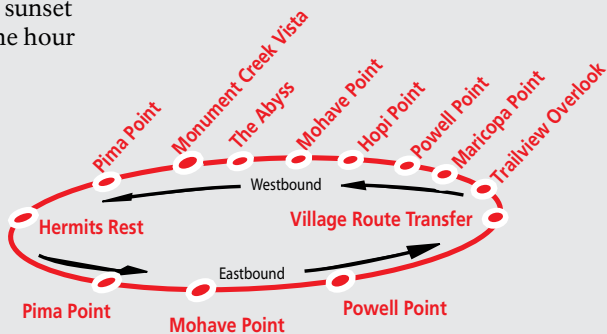 sunset
ne hour
Pima Point
Monument Creek Vista
The Abyss
Mohave Point
Hopi Point
Powell Point
Maricopa Point
Trailview Overlook
Westbound
Hermits Rest
Village Route Transfer
Eastbound
Pima Point
Mohave Point
Powell Point